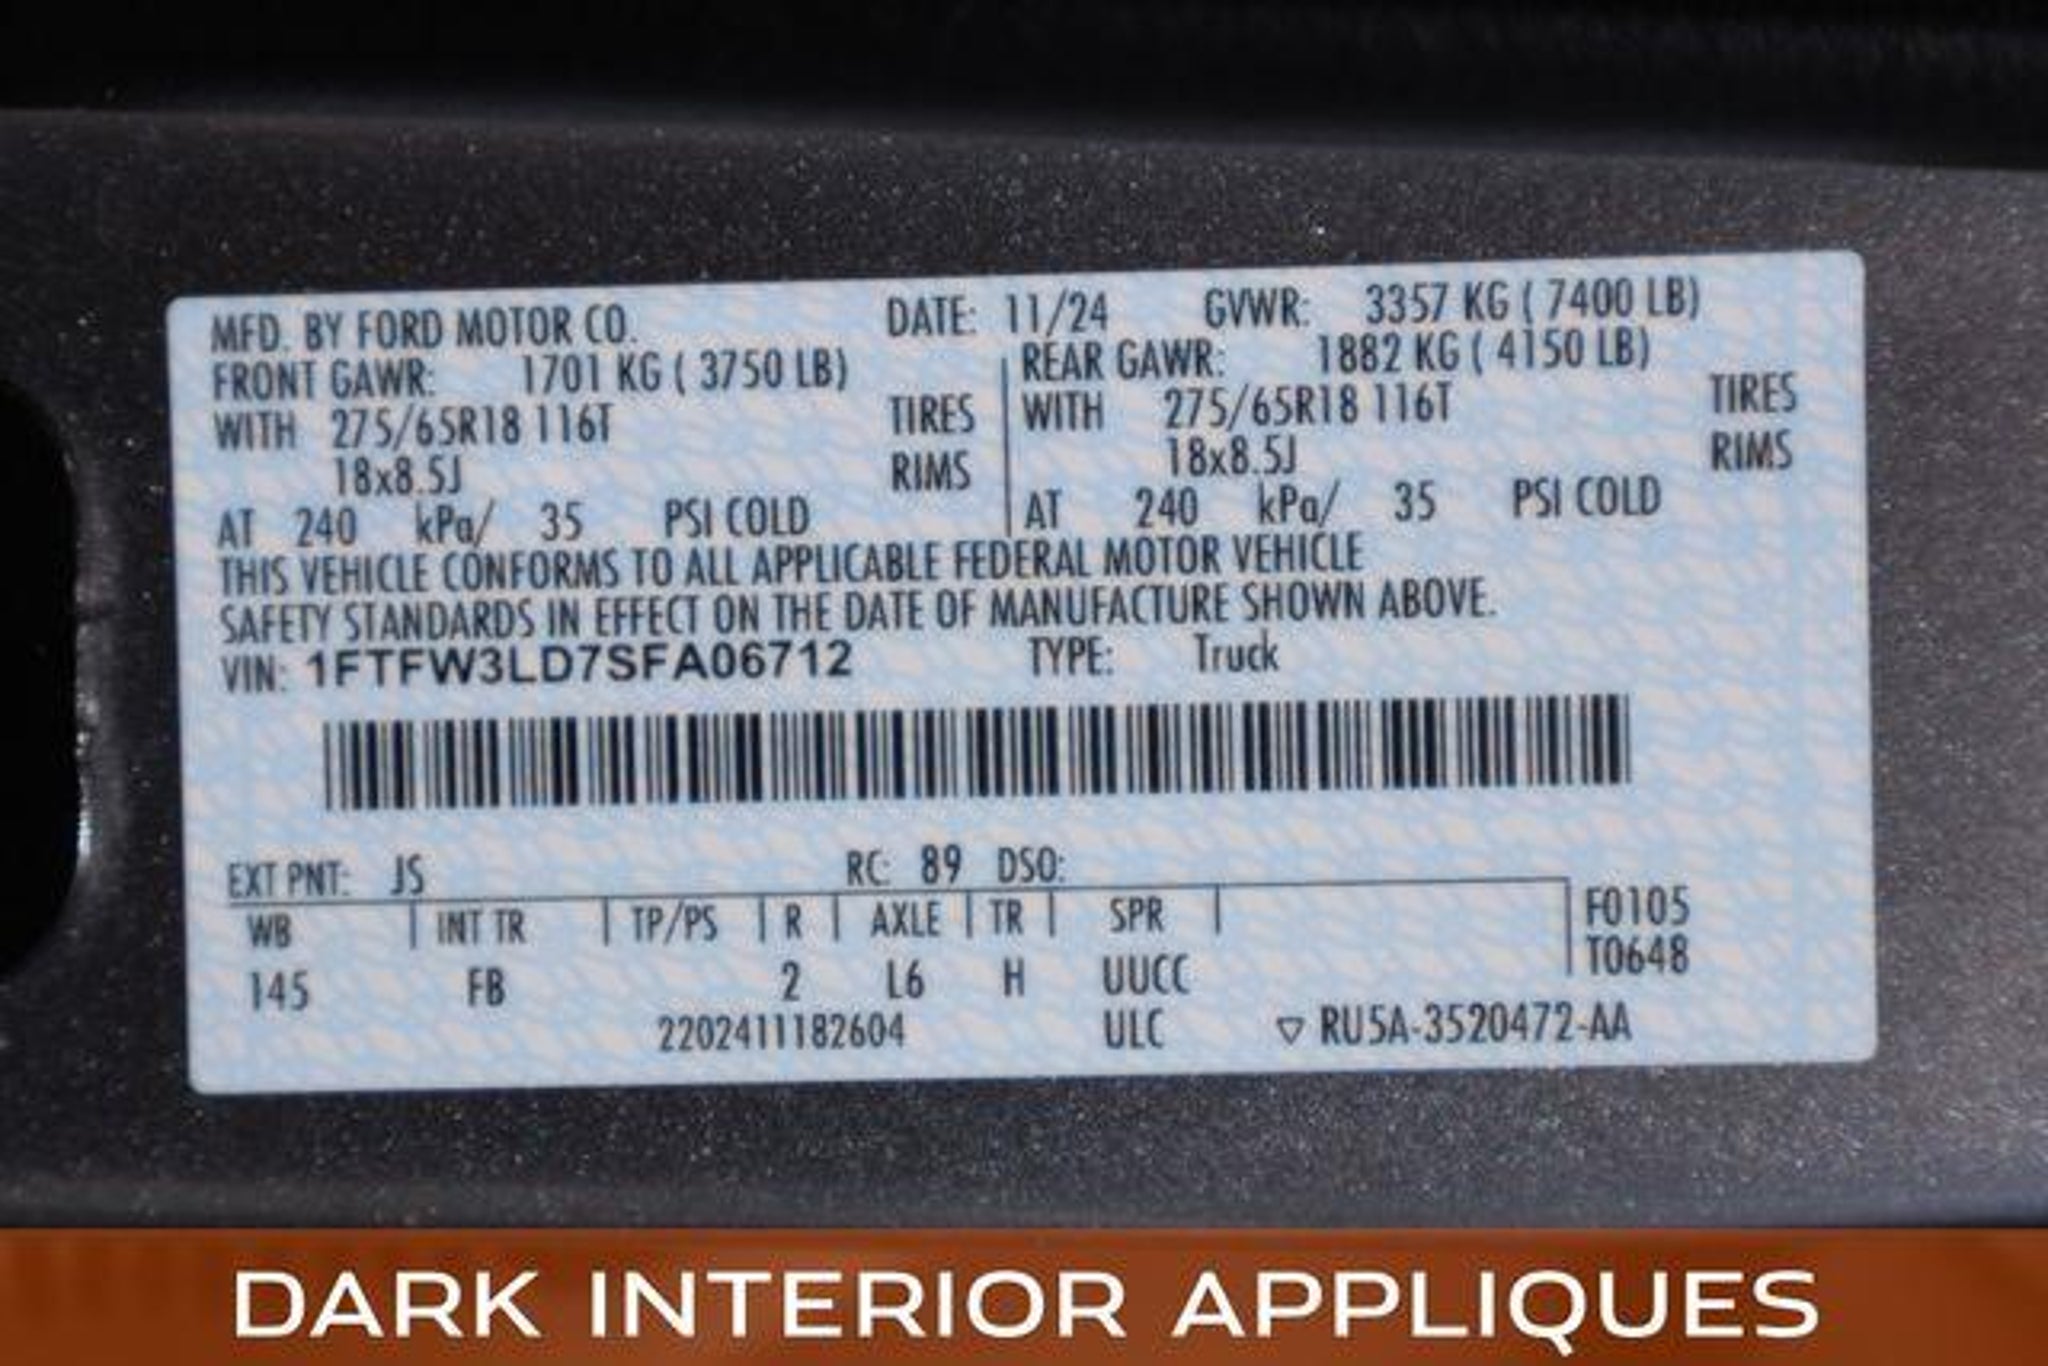 MFD. BY FORD MOTOR CO. DATE: 11/24 GVWR: 3357 KG ( 7400 LB)
FRONT GAWR: 1701 KG ( 3750 LB) REAR GAWR: 1882 KG ( 4150 LB)
WITH 275/65R18 116T TIRES WITH 275/65R18 116T TIRES
18x8.5J RIMS 18x8.5J RIMS
AT 240 kPa/ 35 PSI COLD AT 240 kPa/ 35 PSI COLD
THIS VEHICLE CONFORMS TO ALL APPLICABLE FEDERAL MOTOR VEHICLE
SAFETY STANDARDS IN EFFECT ON THE DATE OF MANUFACTURE SHOWN ABOVE.
VIN: 1FTFW3LD7SFA06712 TYPE: Truck
EXT PNT: JS RC: 89 DSO:
WB INT TR TP/PS R AXLE TR SPR F0105
T0648
145 FB 2 L6 H UUCC
2202411182604 ULC ▽ RU5A-3520472-AA
DARK INTERIOR APPLIQUES